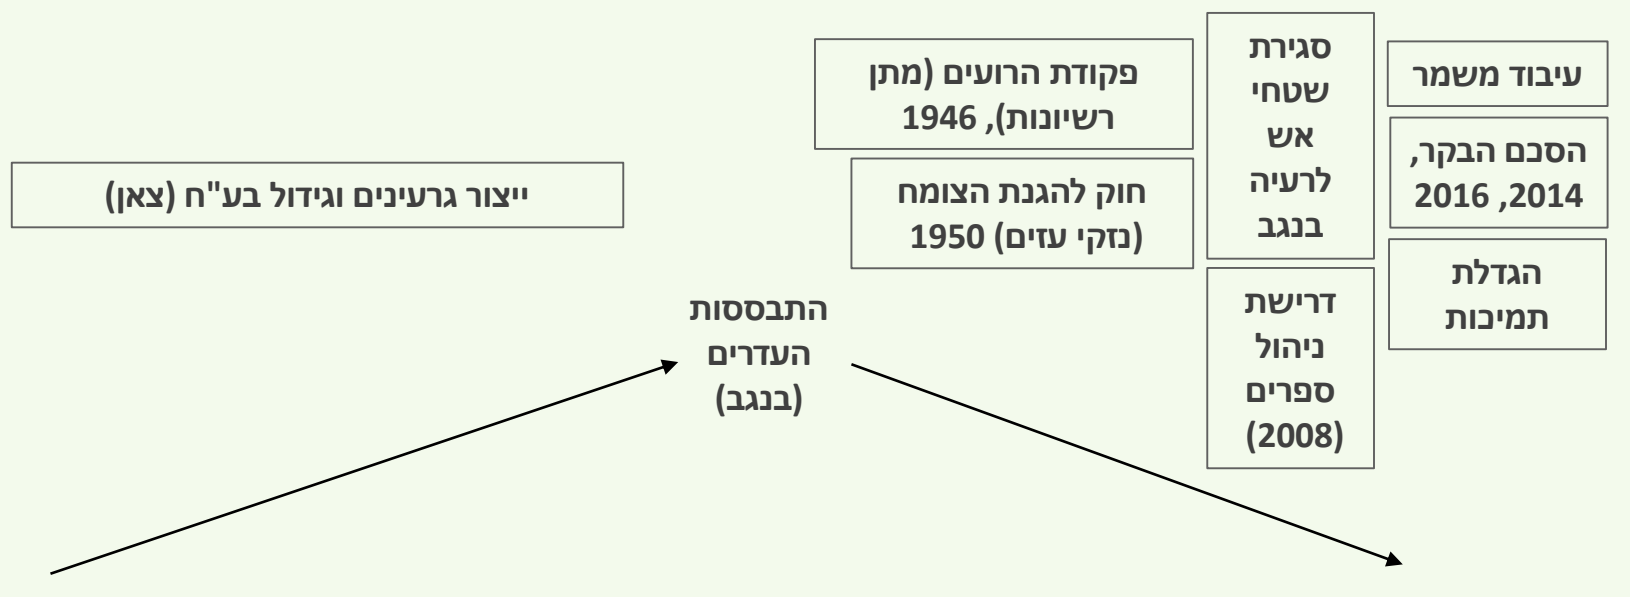 ייצור גרעינים וגידול בע"ח (צאן)
התבססות
העדרים
(בנגב)
פקודת הרועים (מתן
רשיונות), 1946
חוק להגנת הצומח
(נזקי עזים) 1950
סגירת
שטחי
אש
לרעיה
בנגב
דרישת
ניהול
ספרים
(2008)
עיבוד משמר
הסכם הבקר,
2014, 2016
הגדלת
תמיכות